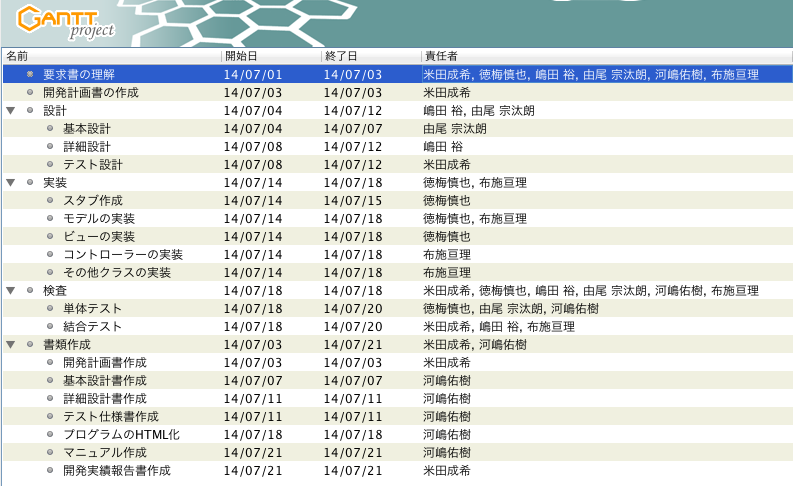 GANTT
project
名前 開始日 終了日 責任者
要求書の理解 14/07/01 14/07/03 米田成希, 徳梅慎也, 嶋田 裕, 由尾 宗汰朗, 河嶋佑樹, 布施亘理
開発計画書の作成 14/07/03 14/07/03 米田成希
設計 14/07/04 14/07/12 嶋田 裕, 由尾 宗汰朗
基本設計 14/07/04 14/07/07 由尾 宗汰朗
詳細設計 14/07/08 14/07/12 嶋田 裕
テスト設計 14/07/08 14/07/12 米田成希
実装 14/07/14 14/07/18 徳梅慎也, 布施亘理
スタブ作成 14/07/14 14/07/15 徳梅慎也
モデルの実装 14/07/14 14/07/18 徳梅慎也, 布施亘理
ビューの実装 14/07/14 14/07/18 徳梅慎也
コントローラーの実装 14/07/14 14/07/18 布施亘理
その他クラスの実装 14/07/14 14/07/18 布施亘理
検査 14/07/18 14/07/18 米田成希, 徳梅慎也, 嶋田 裕, 由尾 宗汰朗, 河嶋佑樹, 布施亘理
単体テスト 14/07/18 14/07/20 徳梅慎也, 由尾 宗汰朗, 河嶋佑樹
結合テスト 14/07/18 14/07/20 米田成希, 嶋田 裕, 布施亘理
書類作成 14/07/03 14/07/21 米田成希, 河嶋佑樹
開発計画書作成 14/07/03 14/07/03 米田成希
基本設計書作成 14/07/07 14/07/07 河嶋佑樹
詳細設計書作成 14/07/11 14/07/11 河嶋佑樹
テスト仕様書作成 14/07/11 14/07/11 河嶋佑樹
プログラムのHTML化 14/07/18 14/07/18 河嶋佑樹
マニュアル作成 14/07/21 14/07/21 河嶋佑樹
開発実績報告書作成 14/07/21 14/07/21 米田成希